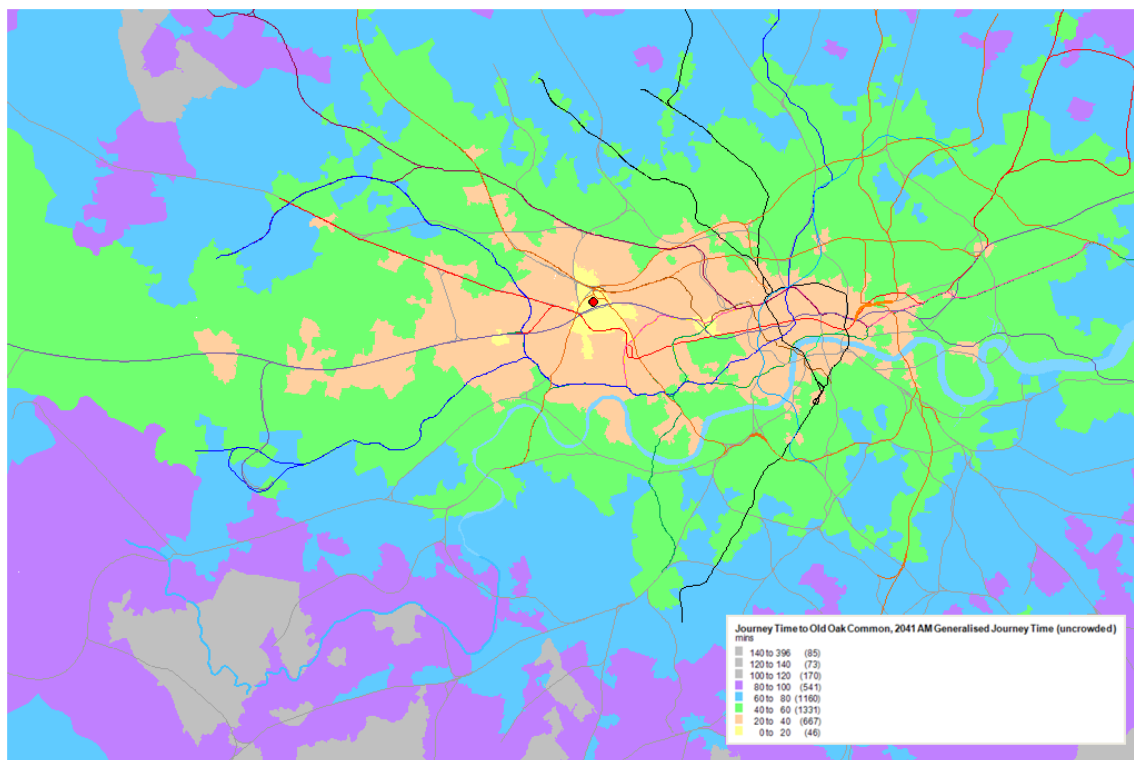 Journey Time to Old Oak Common, 2041 AM Generalised Journey Time (uncrowded)
mins
140 to 396 (85)
120 to 140 (73)
100 to 120 (170)
80 to 100 (541)
60 to 80 (1160)
40 to 60 (1331)
20 to 40 (667)
0 to 20 (46)